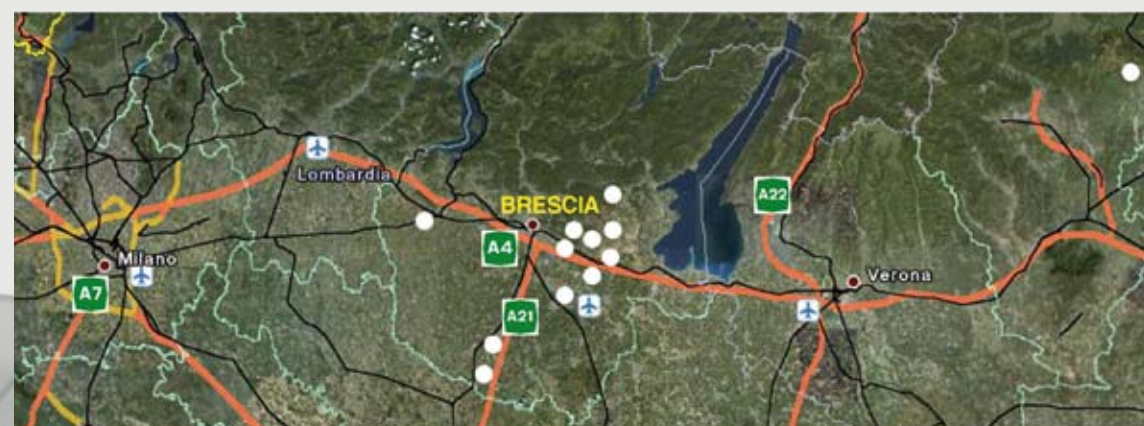 Lombardia
BRESCIA
A22
A4
Milano
Verona
A7
A21